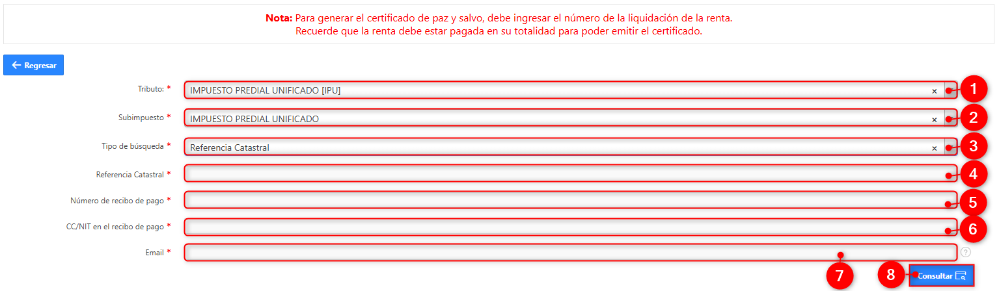 Nota: Para generar el certificado de paz y salvo, debe ingresar el número de la liquidación de la renta.
Recuerde que la renta debe estar pagada en su totalidad para poder emitir el certificado.
← Regresar
Tributo: * IMPUESTO PREDIAL UNIFICADO [IPU] × 1
Subimpuesto * IMPUESTO PREDIAL UNIFICADO × 2
Tipo de búsqueda * Referencia Catastral × 3
Referencia Catastral * 4
Número de recibo de pago * 5
CC/NIT en el recibo de pago * 6
Email * ?
7 8 Consultar